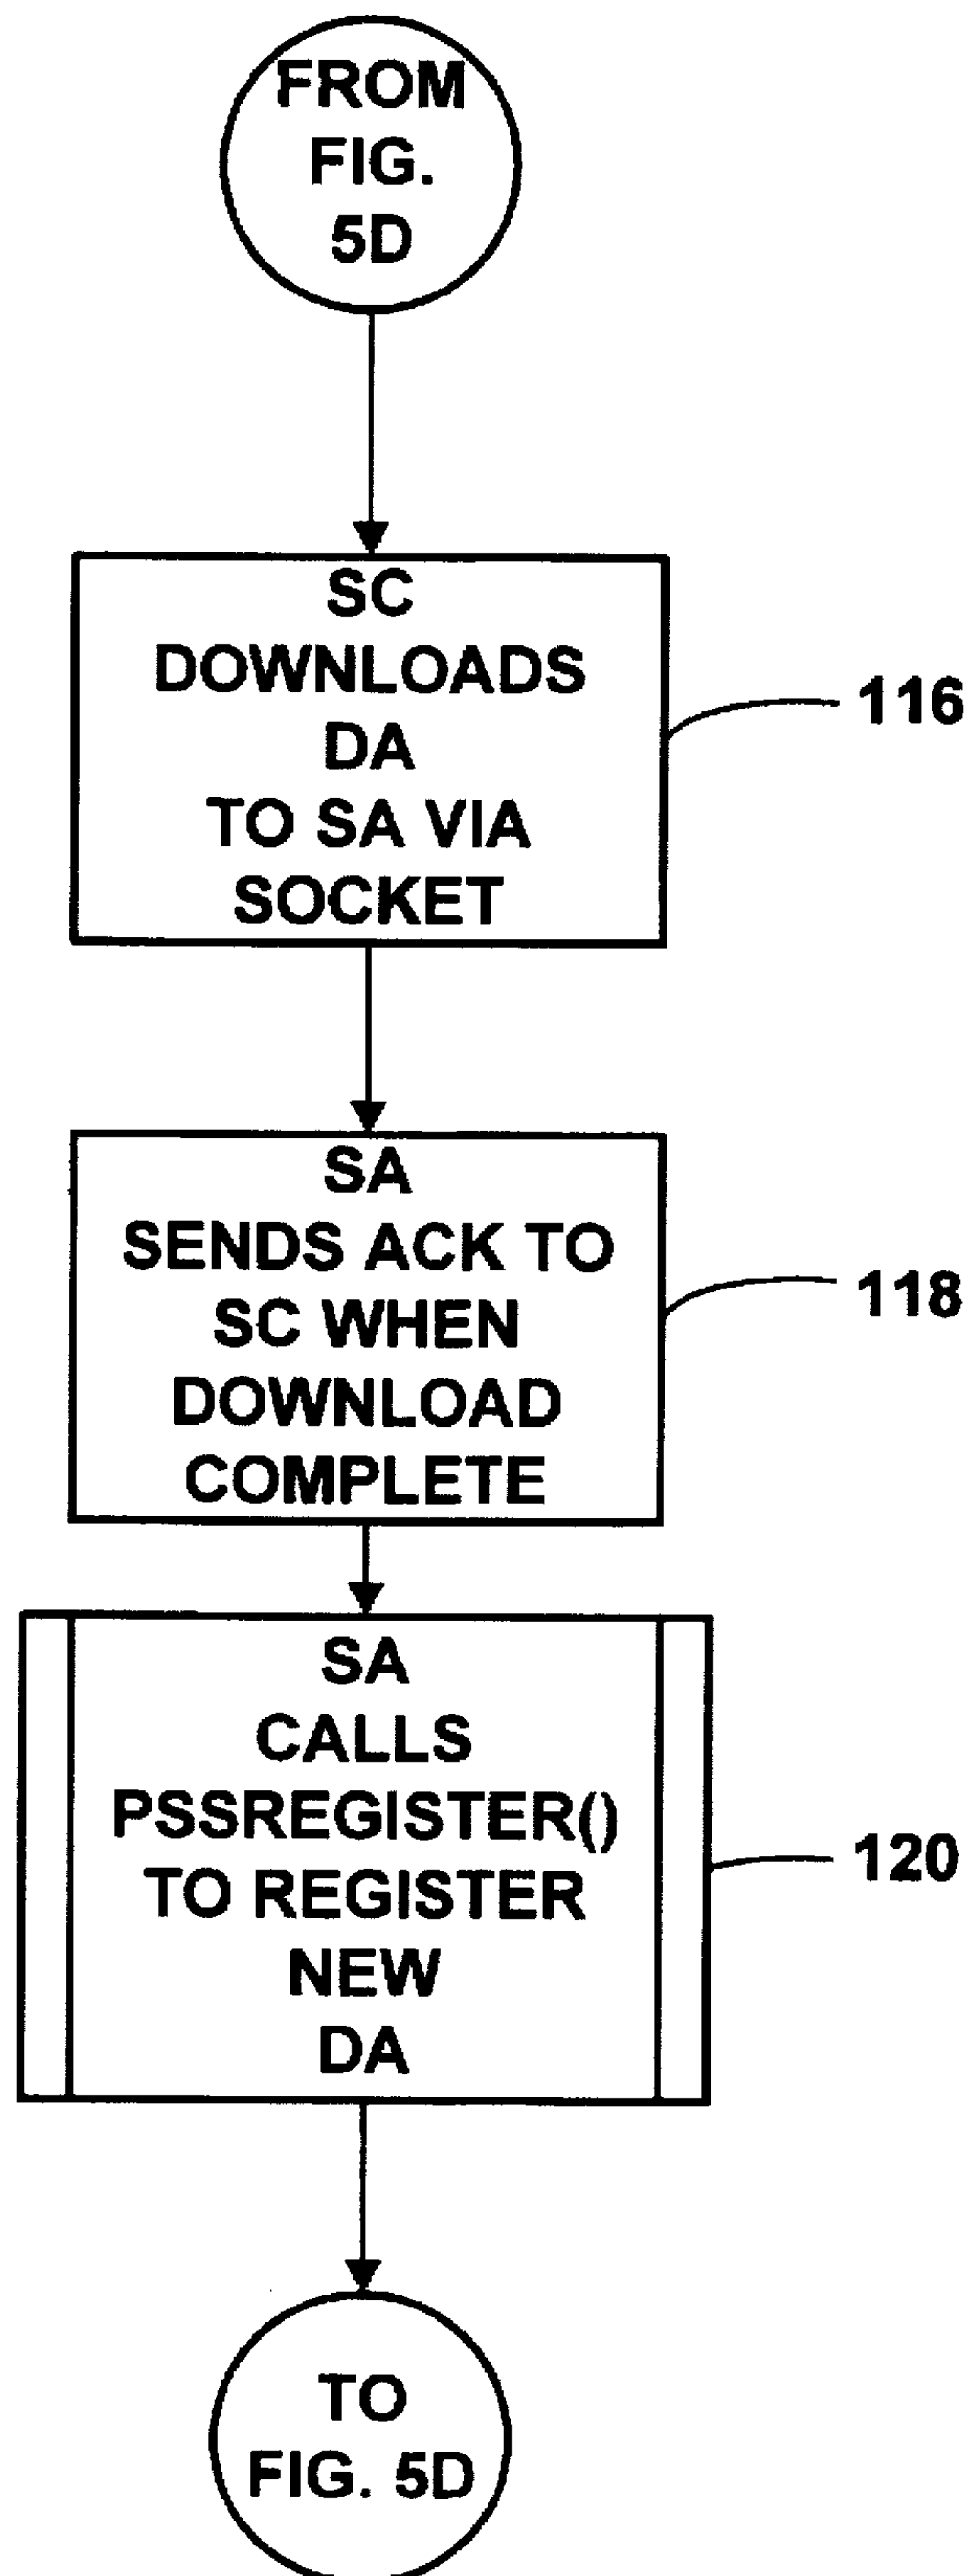 FROM
FIG.
5D
SC
DOWNLOADS
DA
TO SA VIA
SOCKET
116
SA
SENDS ACK TO
SC WHEN
DOWNLOAD
COMPLETE
118
SA
CALLS
PSSREGISTER()
TO REGISTER
NEW
DA
120
TO
FIG. 5D